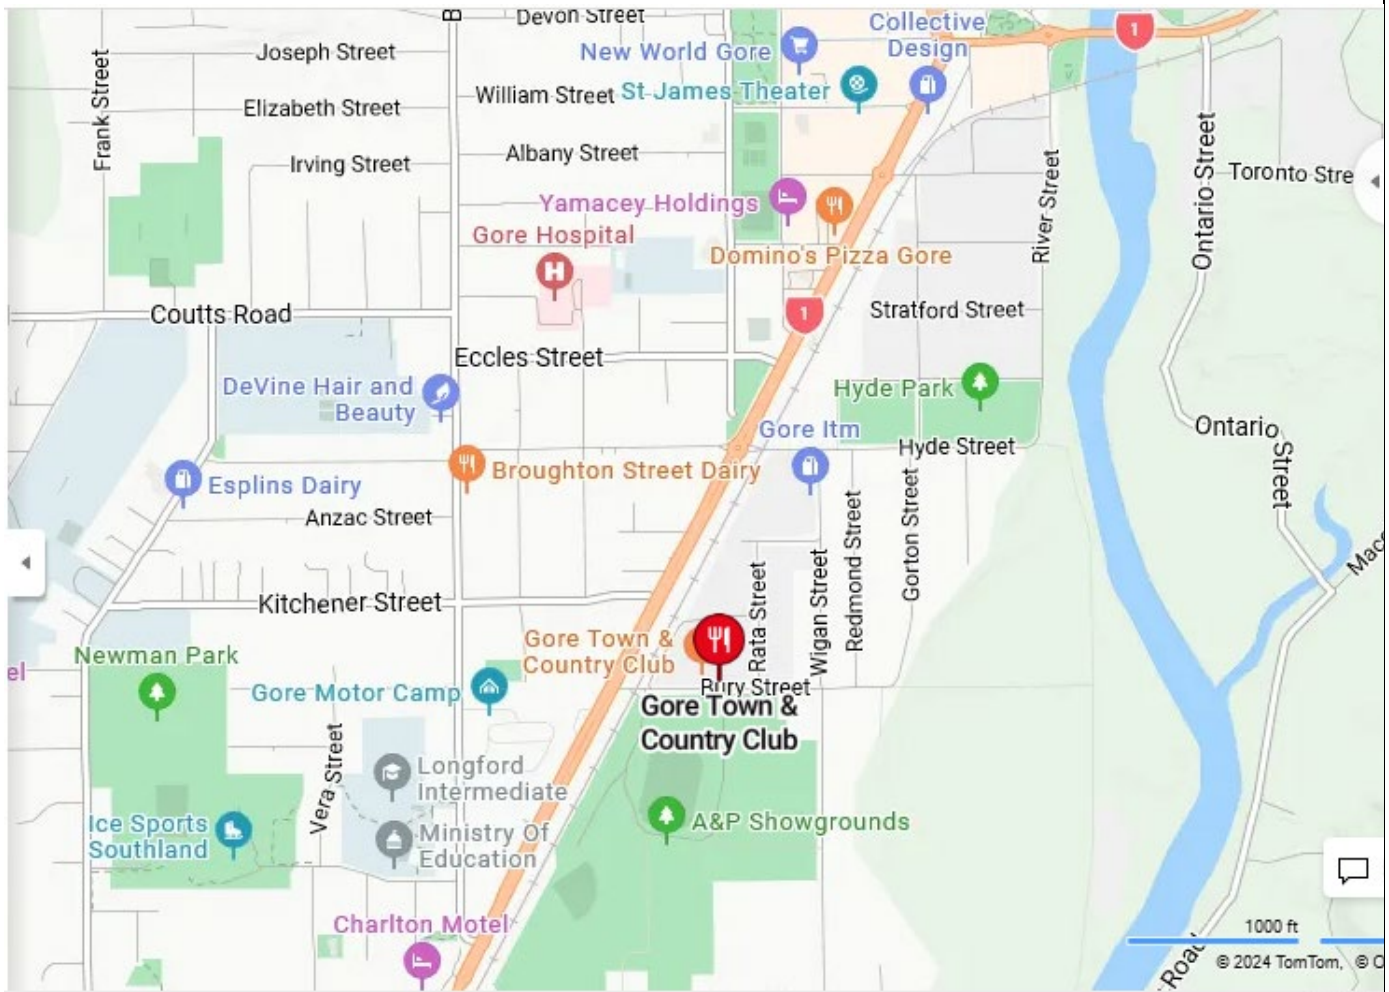 Devon Street
B
Collective
Design
1
Joseph Street
New World Gore
Frank Street
William Street
St James Theater
Elizabeth Street
Albany Street
Irving Street
Ontario Street
Toronto Stre
River Street
Yamacey Holdings
Gore Hospital
H
Domino's Pizza Gore
Coutts Road
1
Stratford Street
Eccles Street
DeVine Hair and
Beauty
Hyde Park
Gore Itm
Ontario Street
Hyde Street
Broughton Street Dairy
Esplins Dairy
Anzac Street
Gorton Street
Redmond Street
Wigan Street
Rata Street
Kitchener Street
Gore Town &
Country Club
Newman Park
el
Gore Motor Camp
Bury Street
Gore Town &
Country Club
Vera Street
Longford
Intermediate
Ice Sports
Southland
Ministry Of
Education
A&P Showgrounds
Charlton Motel
1000 ft
Road
© 2024 TomTom, © O